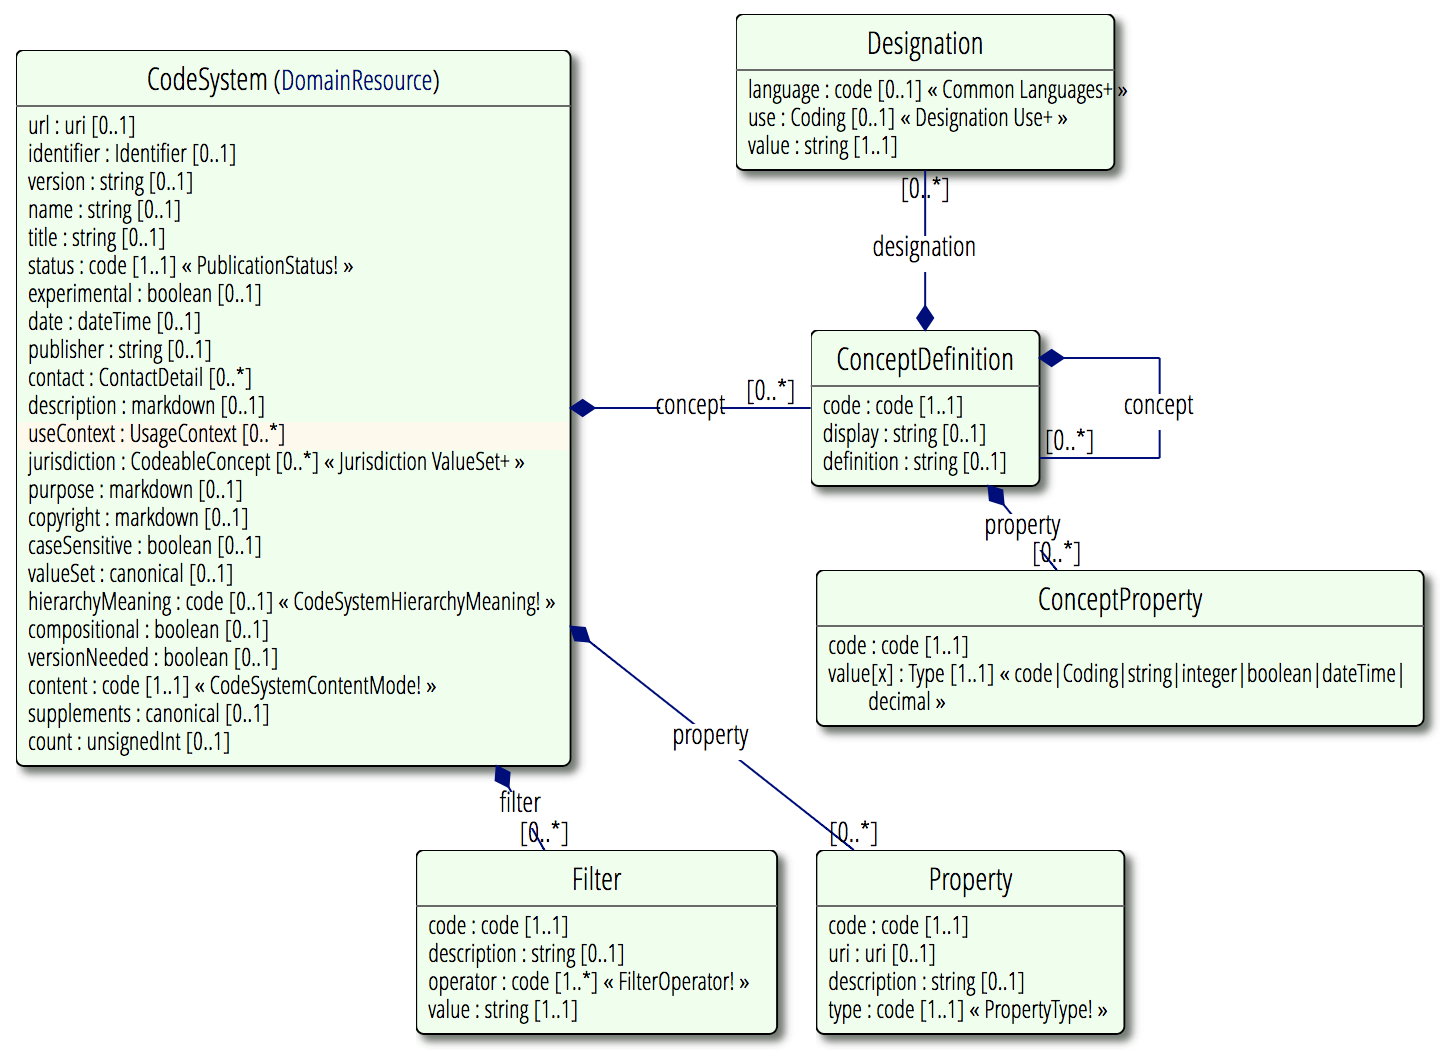 CodeSystem (DomainResource)
url : uri [0..1]
identifier : Identifier [0..1]
version : string [0..1]
name : string [0..1]
title : string [0..1]
status : code [1..1] « PublicationStatus! »
experimental : boolean [0..1]
date : dateTime [0..1]
publisher : string [0..1]
contact : ContactDetail [0..*]
description : markdown [0..1]
useContext : UsageContext [0..*]
jurisdiction : CodeableConcept [0..*] « Jurisdiction ValueSet+ »
purpose : markdown [0..1]
copyright : markdown [0..1]
caseSensitive : boolean [0..1]
valueSet : canonical [0..1]
hierarchyMeaning : code [0..1] « CodeSystemHierarchyMeaning! »
compositional : boolean [0..1]
versionNeeded : boolean [0..1]
content : code [1..1] « CodeSystemContentMode! »
supplements : canonical [0..1]
count : unsignedInt [0..1]
Designation
language : code [0..1] « Common Languages+ »
use : Coding [0..1] « Designation Use+ »
value : string [1..1]
[0..*]
designation
concept
[0..*]
ConceptDefinition
code : code [1..1]
display : string [0..1]
definition : string [0..1]
concept
[0..*]
property
[0..*]
ConceptProperty
code : code [1..1]
value[x] : Type [1..1] « code|Coding|string|integer|boolean|dateTime|
decimal »
property
[0..*]
filter
[0..*]
Filter
code : code [1..1]
description : string [0..1]
operator : code [1..*] « FilterOperator! »
value : string [1..1]
Property
code : code [1..1]
uri : uri [0..1]
description : string [0..1]
type : code [1..1] « PropertyType! »